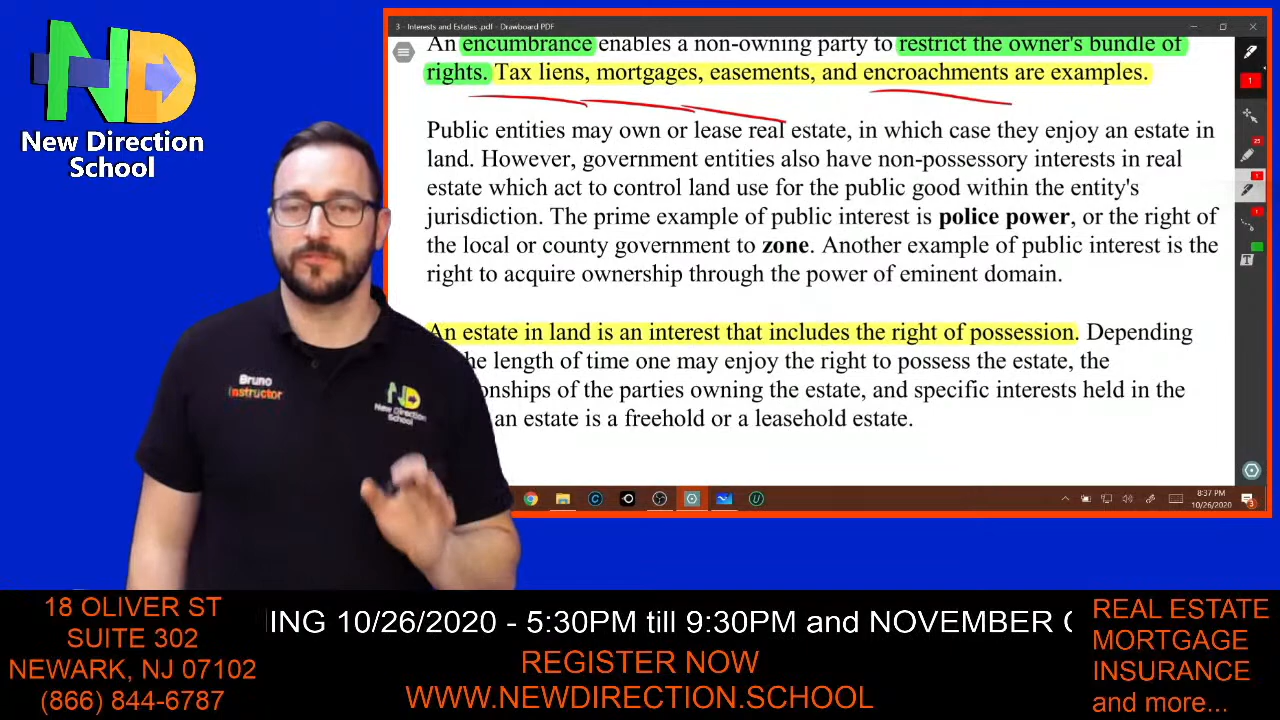 ND
New Direction
School
3 - Interests and Estates .pdf - Drawboard PDF
An encumbrance enables a non-owning party to restrict the owner's bundle of
rights. Tax liens, mortgages, easements, and encroachments are examples.
Public entities may own or lease real estate, in which case they enjoy an estate in
land. However, government entities also have non-possessory interests in real
estate which act to control land use for the public good within the entity's
jurisdiction. The prime example of public interest is police power, or the right of
the local or county government to zone. Another example of public interest is the
right to acquire ownership through the power of eminent domain.
An estate in land is an interest that includes the right of possession. Depending
he length of time one may enjoy the right to possess the estate, the
onships of the parties owning the estate, and specific interests held in the
an estate is a freehold or a leasehold estate.
Bruno
Instructor
ND
New Direction
School
8:37 PM
10/26/2020
18 OLIVER ST
SUITE 302
NEWARK, NJ 07102
(866) 844-6787
ING 10/26/2020 - 5:30PM till 9:30PM and NOVEMBER
REGISTER NOW
WWW.NEWDIRECTION.SCHOOL
REAL ESTATE
MORTGAGE
INSURANCE
and more...